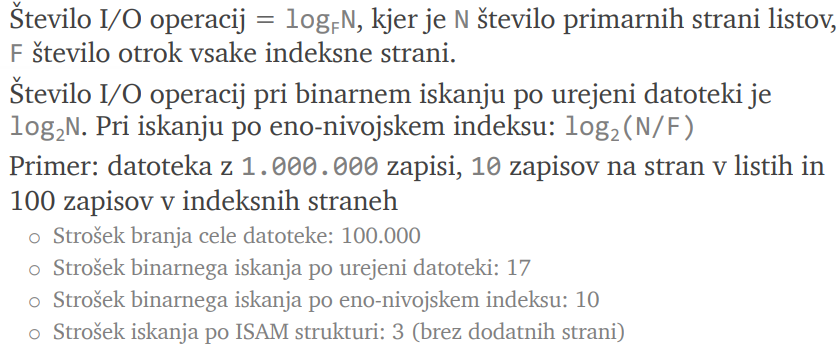 Število I/O operacij = log_F N, kjer je N število primarnih strani listov,
F število otrok vsake indeksne strani.
Število I/O operacij pri binarnem iskanju po urejeni datoteki je
log₂N. Pri iskanju po eno-nivojskem indeksu: log₂(N/F)
Primer: datoteka z 1.000.000 zapisi, 10 zapisov na stran v listih in
100 zapisov v indeksnih straneh
○ Strošek branja cele datoteke: 100.000
○ Strošek binarnega iskanja po urejeni datoteki: 17
○ Strošek binarnega iskanja po eno-nivojskem indeksu: 10
○ Strošek iskanja po ISAM strukturi: 3 (brez dodatnih strani)